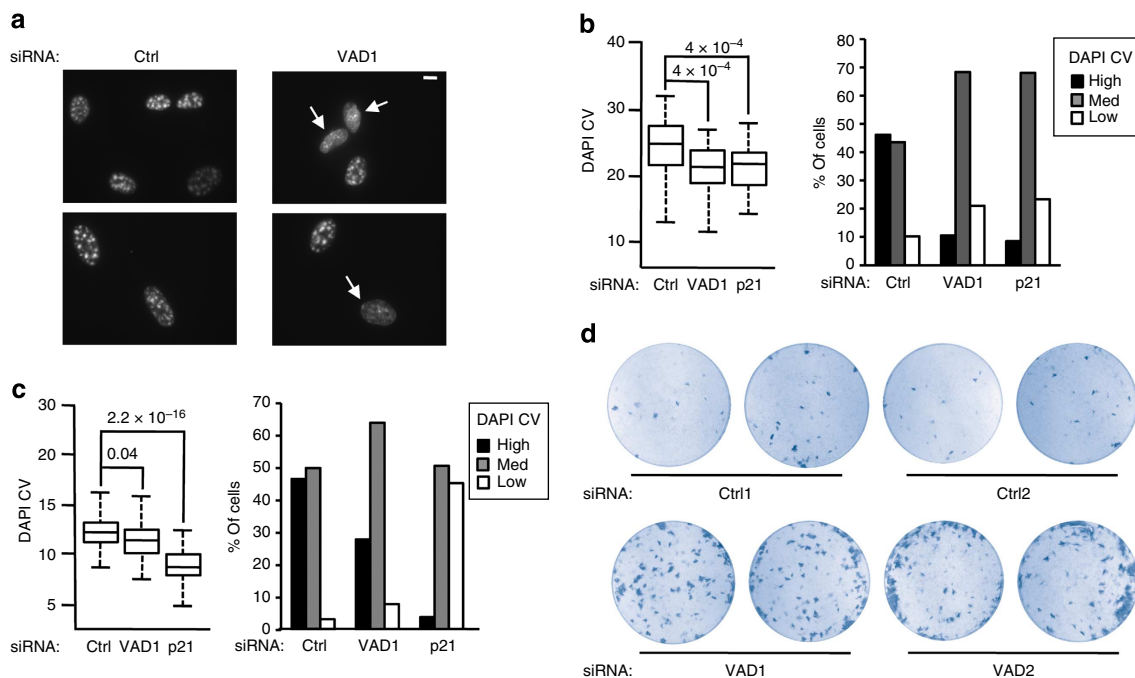 a
siRNA: Ctrl VAD1
b
40
30
20
10
DAPI CV
4 × 10⁻⁴
4 × 10⁻⁴
siRNA: Ctrl VAD1 p21
80
70
60
50
40
30
20
10
0
% Of cells
siRNA: Ctrl VAD1 p21
DAPI CV
High
Med
Low
c
30
25
20
15
10
5
DAPI CV
2.2 × 10⁻¹⁶
0.04
siRNA: Ctrl VAD1 p21
70
60
50
40
30
20
10
0
% Of cells
siRNA: Ctrl VAD1 p21
DAPI CV
High
Med
Low
d
siRNA: Ctrl1 Ctrl2
siRNA: VAD1 VAD2